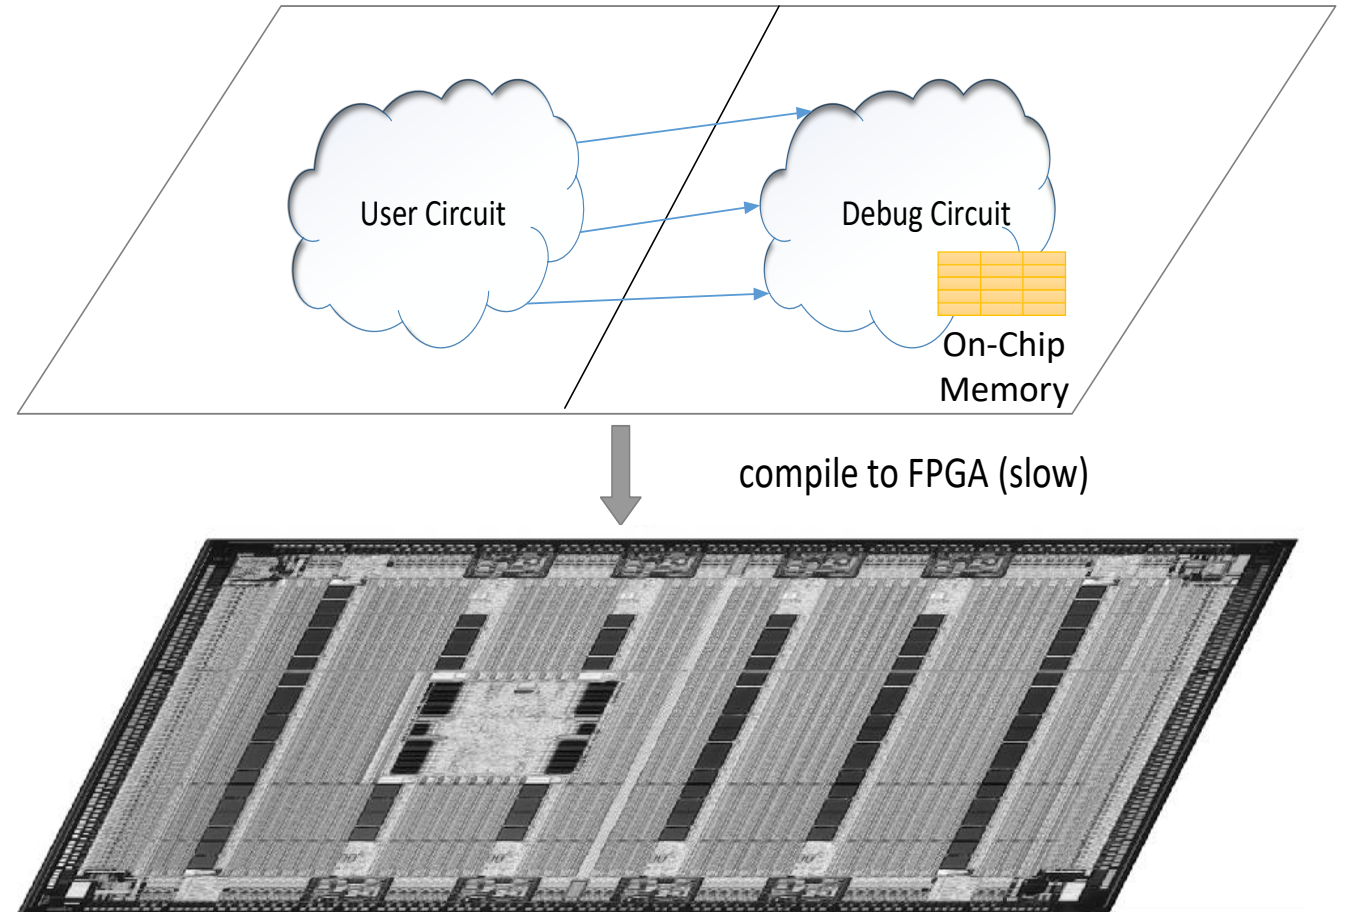 User Circuit
Debug Circuit
On-Chip
Memory
compile to FPGA (slow)